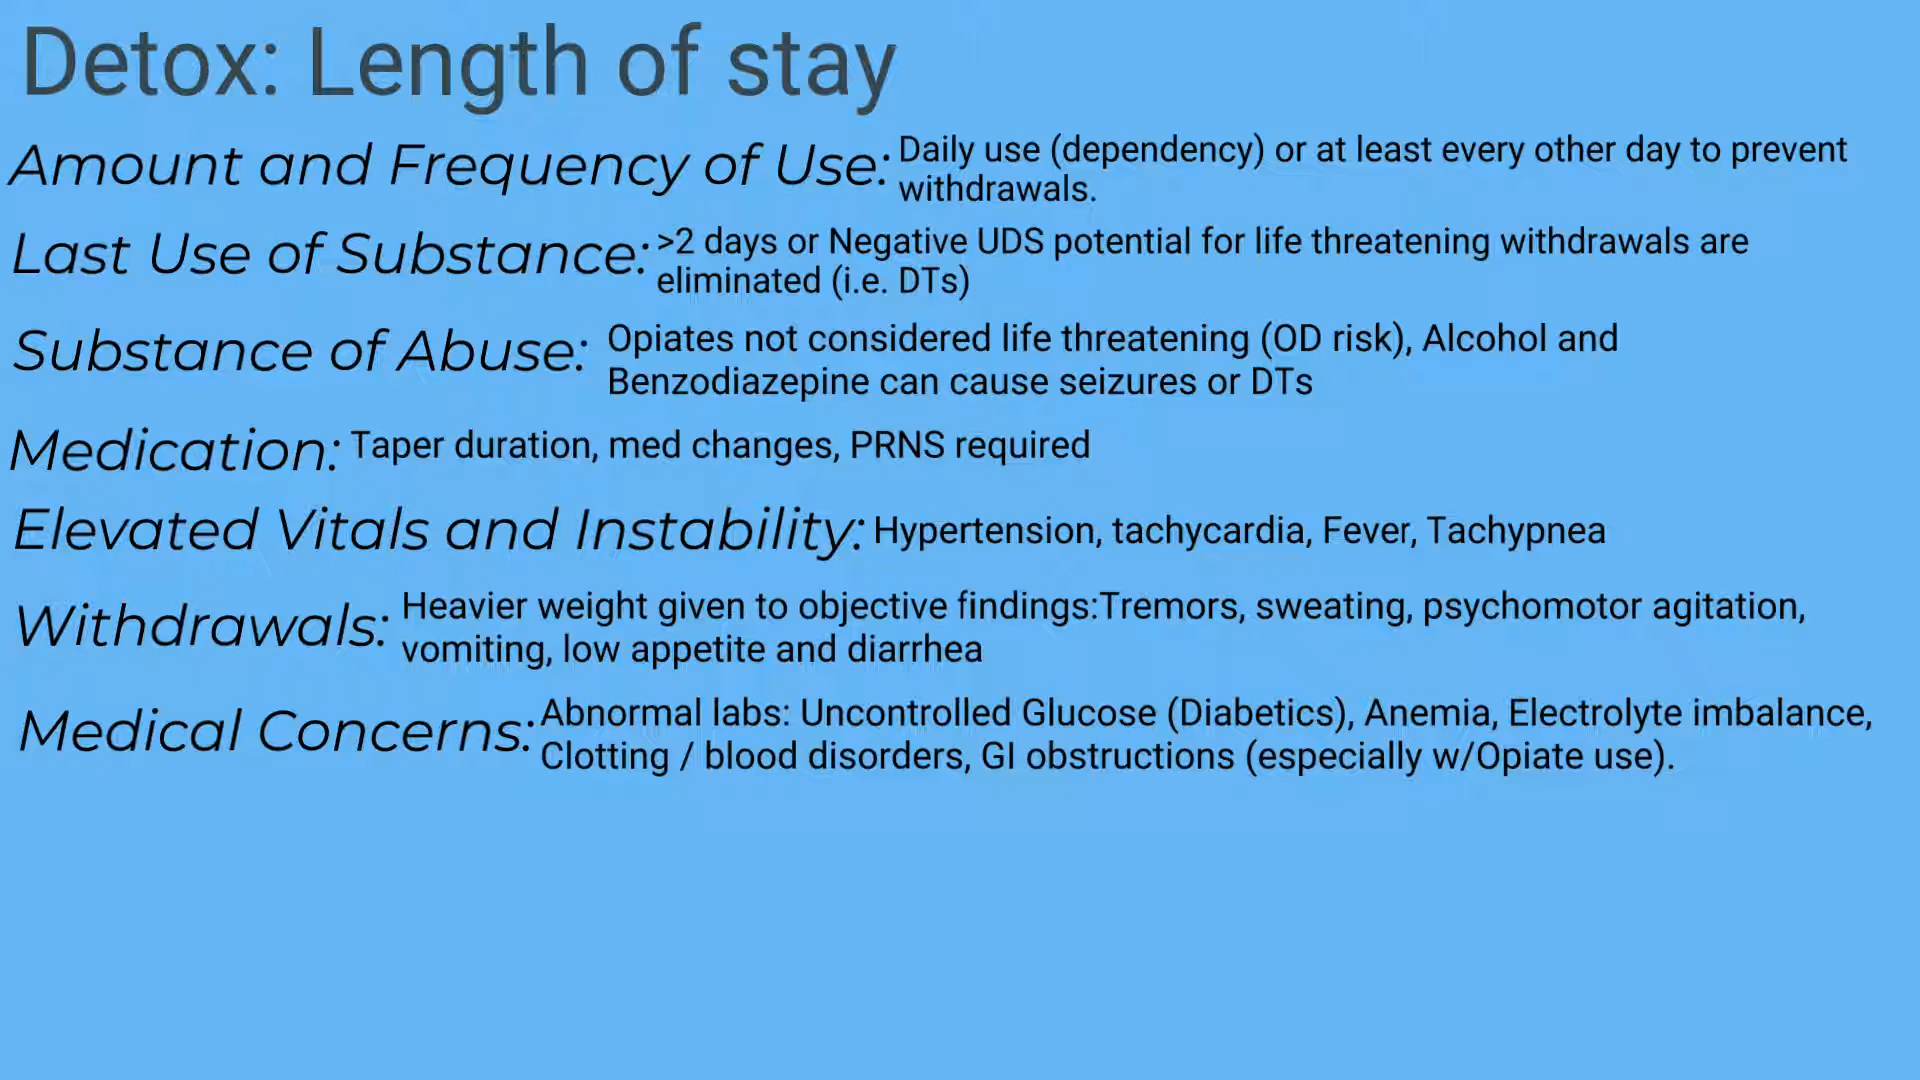 Detox: Length of stay
Amount and Frequency of Use: Daily use (dependency) or at least every other day to prevent
withdrawals.
Last Use of Substance: >2 days or Negative UDS potential for life threatening withdrawals are
eliminated (i.e. DTs)
Substance of Abuse: Opiates not considered life threatening (OD risk), Alcohol and
Benzodiazepine can cause seizures or DTs
Medication: Taper duration, med changes, PRNS required
Elevated Vitals and Instability: Hypertension, tachycardia, Fever, Tachypnea
Withdrawals: Heavier weight given to objective findings:Tremors, sweating, psychomotor agitation,
vomiting, low appetite and diarrhea
Medical Concerns: Abnormal labs: Uncontrolled Glucose (Diabetics), Anemia, Electrolyte imbalance,
Clotting / blood disorders, GI obstructions (especially w/Opiate use).